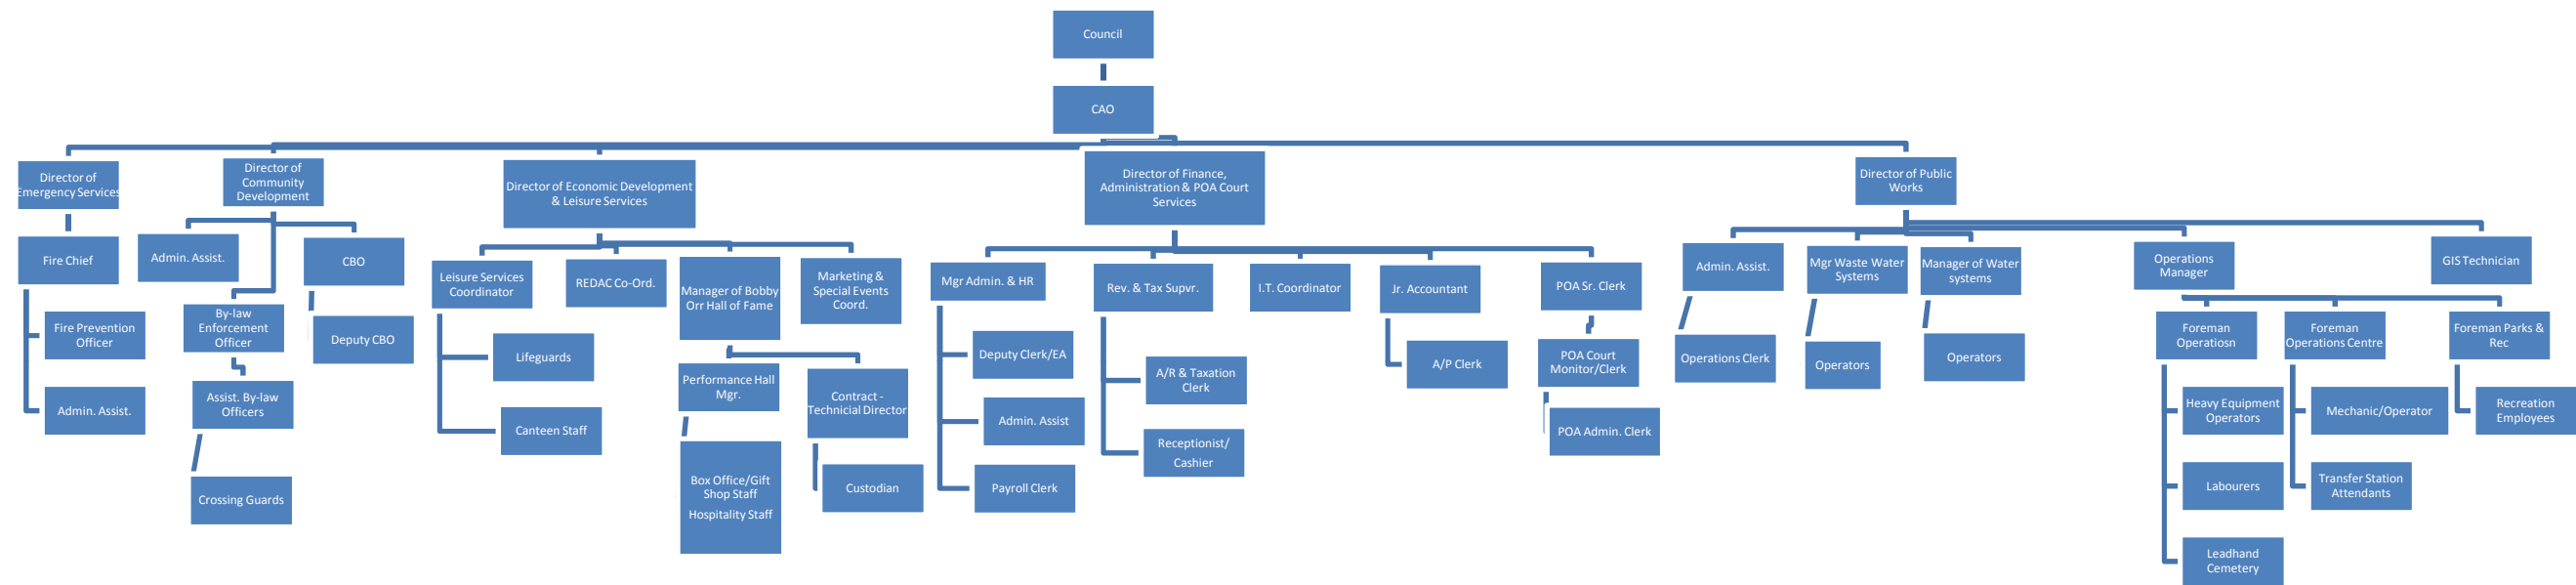 Council
CAO
Director of
Emergency Services
Director of
Community
Development
Director of Economic Development
& Leisure Services
Director of Finance,
Administration & POA Court
Services
Director of Public
Works
Fire Chief
Admin. Assist.
CBO
Leisure Services
Coordinator
REDAC Co-Ord.
Manager of Bobby
Orr Hall of Fame
Marketing &
Special Events
Coord.
Mgr Admin. & HR
Rev. & Tax Supvr.
I.T. Coordinator
Jr. Accountant
POA Sr. Clerk
Admin. Assist.
Mgr Waste Water
Systems
Manager of Water
systems
Operations
Manager
GIS Technician
Fire Prevention
Officer
By-law
Enforcement
Officer
Deputy CBO
Lifeguards
Deputy Clerk/EA
A/R & Taxation
Clerk
A/P Clerk
POA Court
Monitor/Clerk
Operations Clerk
Operators
Operators
Foreman
Operatiosn
Foreman
Operations Centre
Foreman Parks &
Rec
Admin. Assist.
Assist. By-law
Officers
Canteen Staff
Performance Hall
Mgr.
Contract -
Technicial Director
Admin. Assist
Receptionist/
Cashier
POA Admin. Clerk
Heavy Equipment
Operators
Mechanic/Operator
Recreation
Employees
Crossing Guards
Box Office/Gift
Shop Staff
Hospitality Staff
Custodian
Payroll Clerk
Labourers
Transfer Station
Attendants
Leadhand
Cemetery